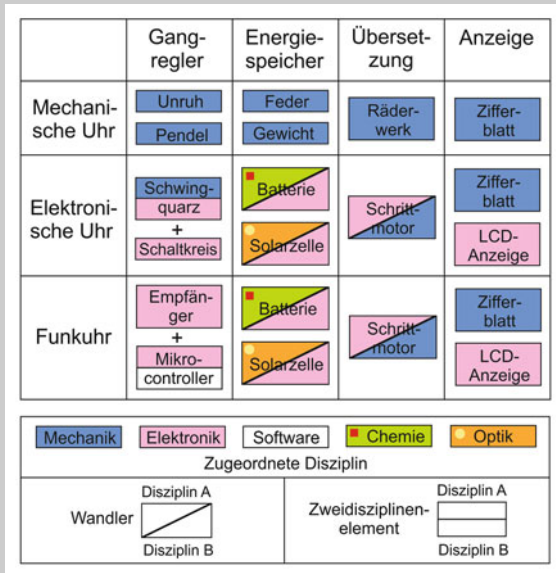 Gang-
regler
Energie-
speicher
Überset-
zung
Anzeige
Mechani-
sche Uhr
Unruh
Pendel
Feder
Gewicht
Räder-
werk
Ziffer-
blatt
Elektroni-
sche Uhr
Schwing-
quarz
+
Schaltkreis
Batterie
Solarzelle
Schritt-
motor
Ziffer-
blatt
LCD-
Anzeige
Funkuhr
Empfän-
ger
+
Mikro-
controller
Batterie
Solarzelle
Schritt-
motor
Ziffer-
blatt
LCD-
Anzeige
Mechanik
Elektronik
Software
Chemie
Optik
Zugeordnete Disziplin
Wandler
Disziplin A
Disziplin B
Zweidisziplinen-
element
Disziplin A
Disziplin B